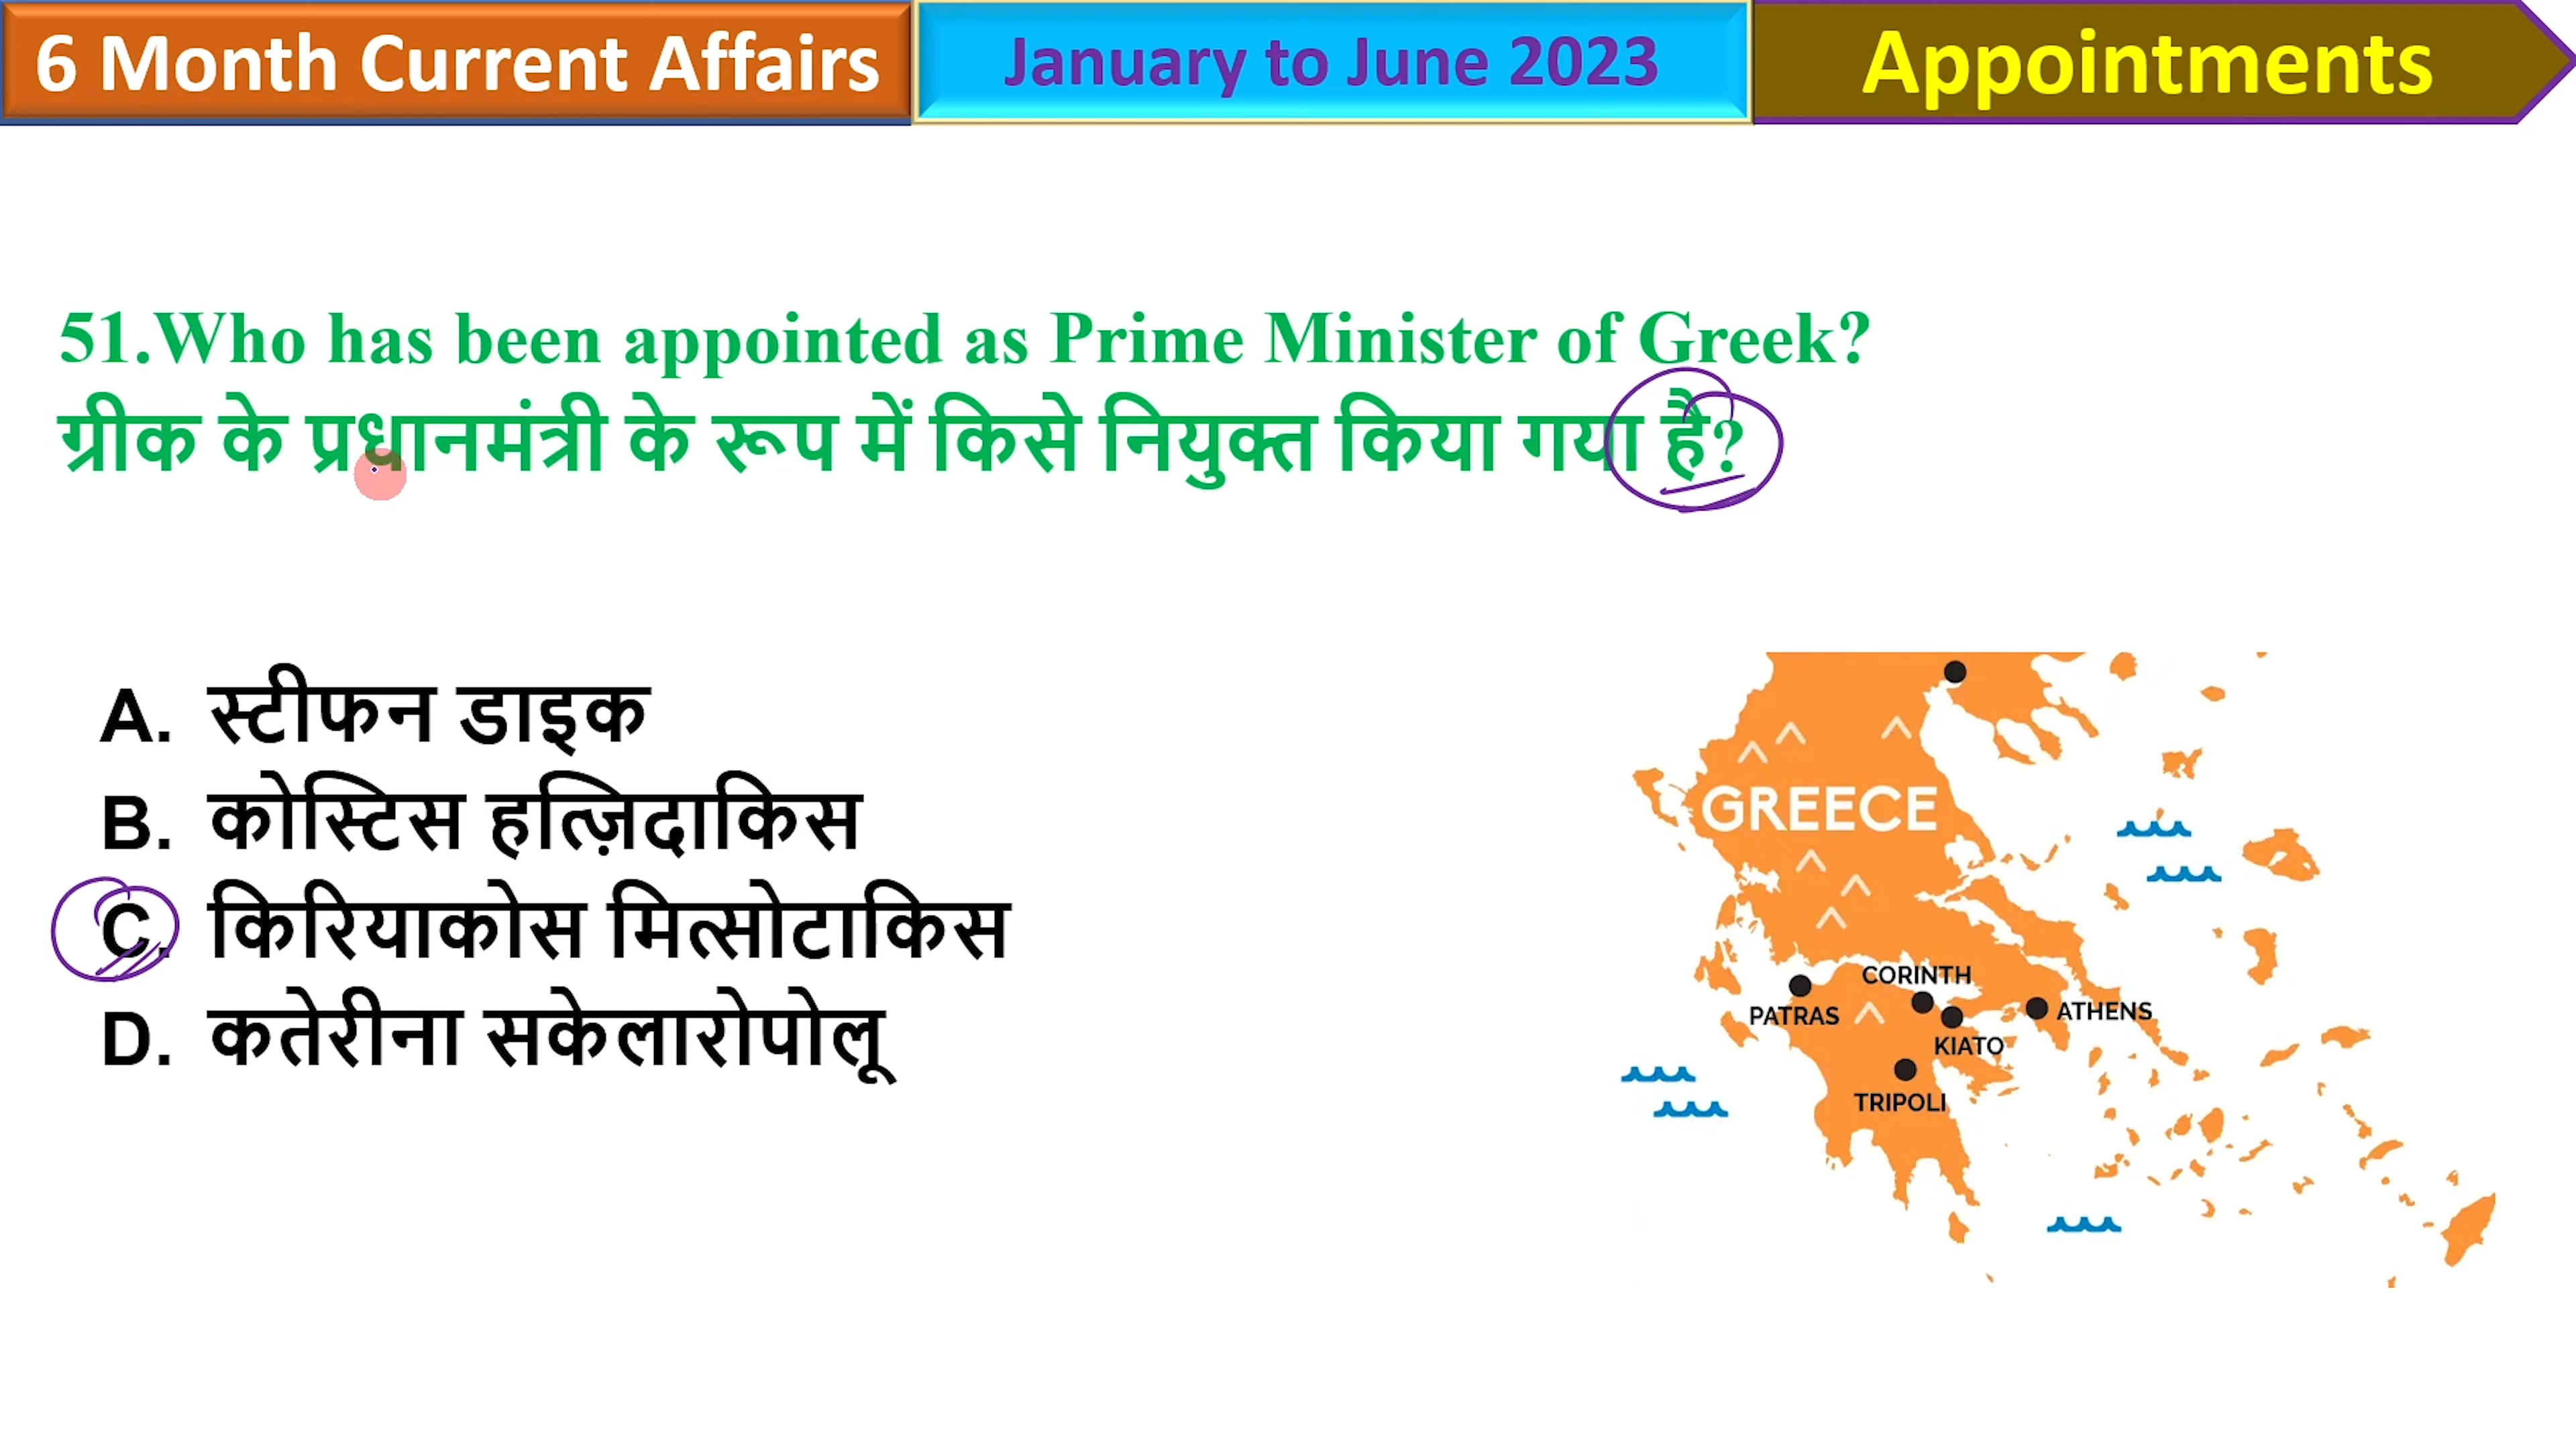 6 Month Current Affairs
January to June 2023
Appointments
51.Who has been appointed as Prime Minister of Greek?
ग्रीक के प्रधानमंत्री के रूप में किसे नियुक्त किया गया है?
A. स्टीफन डाइक
B. कोस्टिस हत्ज़िदाकिस
C. किरियाकोस मित्सोटाकिस
D. कतेरीना सकेलारोपोलू
GREECE
CORINTH
PATRAS
ATHENS
KIATO
TRIPOLI